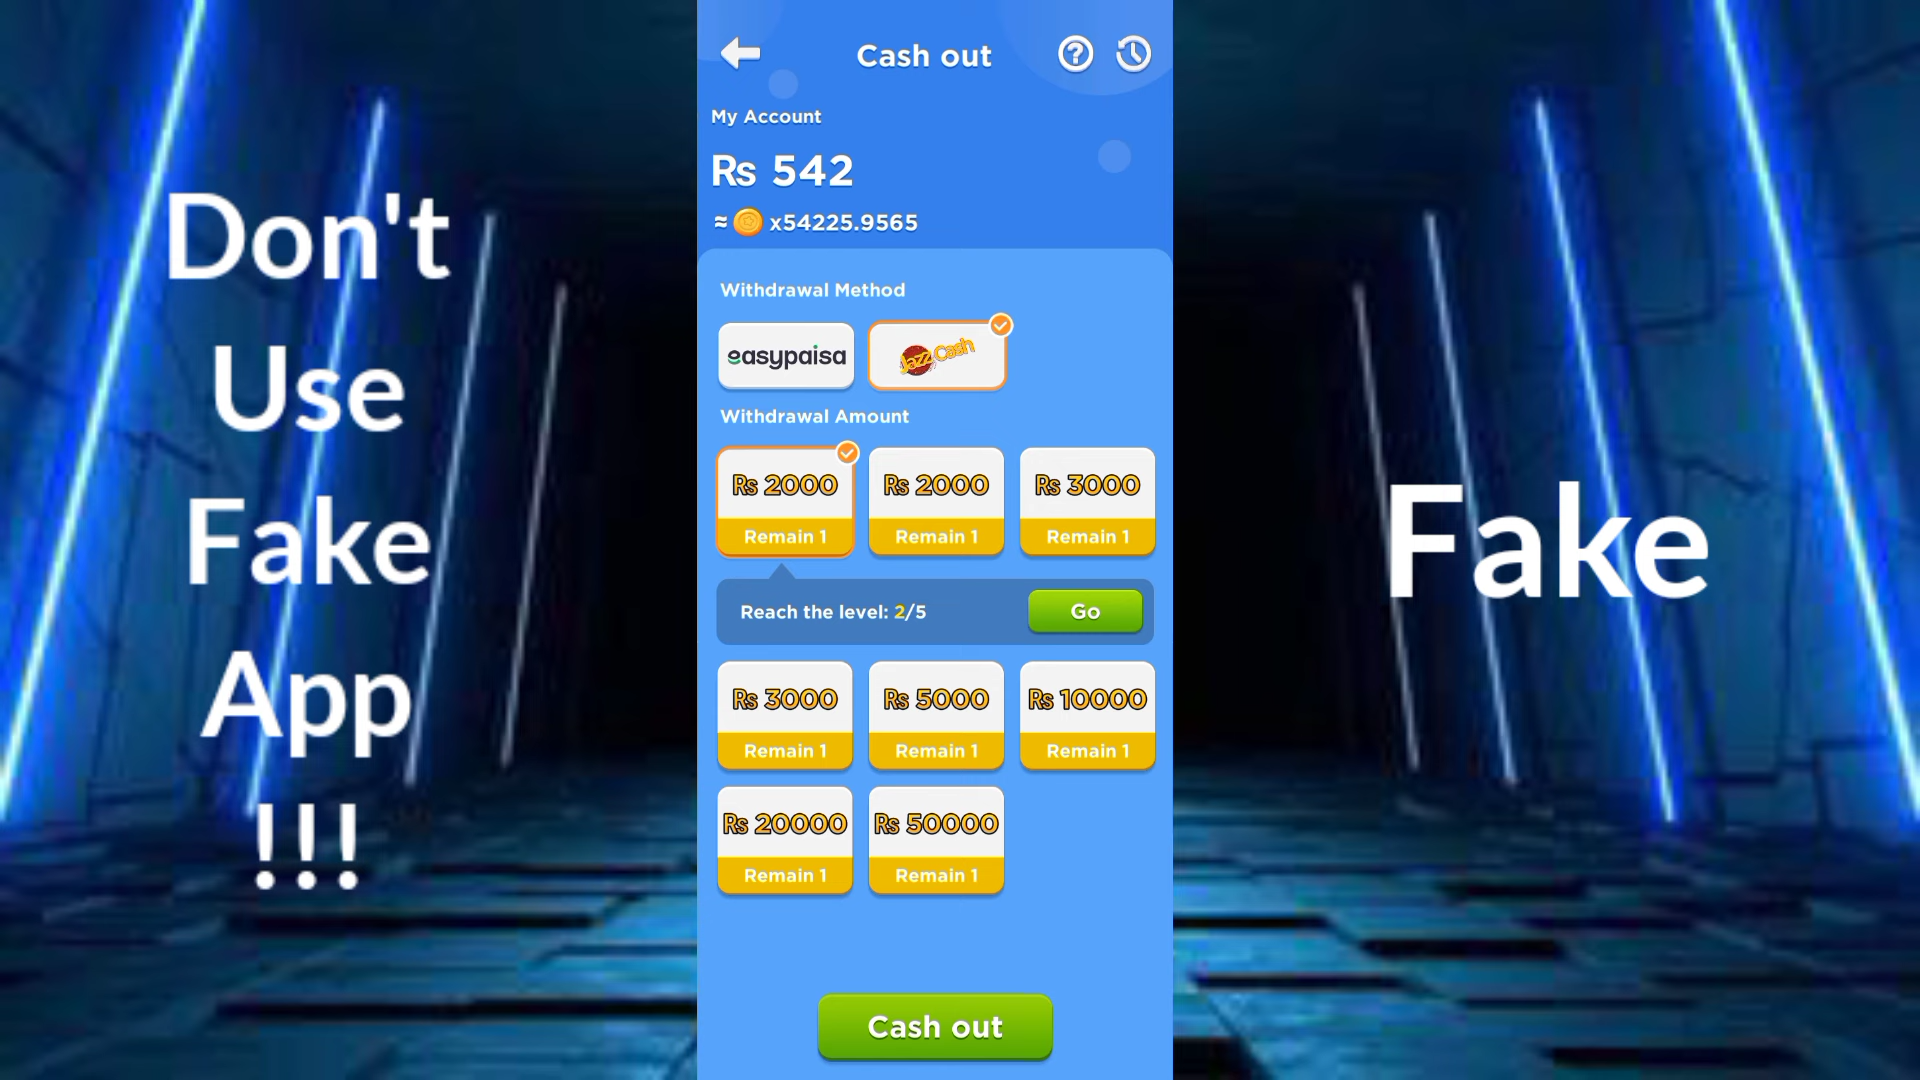 Don't
Use
Fake
App
!!!
Cash out
My Account
Rs 542
≈ x54225.9565
Withdrawal Method
easypaisa
JazzCash
Withdrawal Amount
Rs 2000
Rs 2000
Rs 3000
Remain 1
Remain 1
Remain 1
Reach the level: 2/5
Go
Rs 3000
Rs 5000
Rs 10000
Remain 1
Remain 1
Remain 1
Rs 20000
Rs 50000
Remain 1
Remain 1
Cash out
Fake